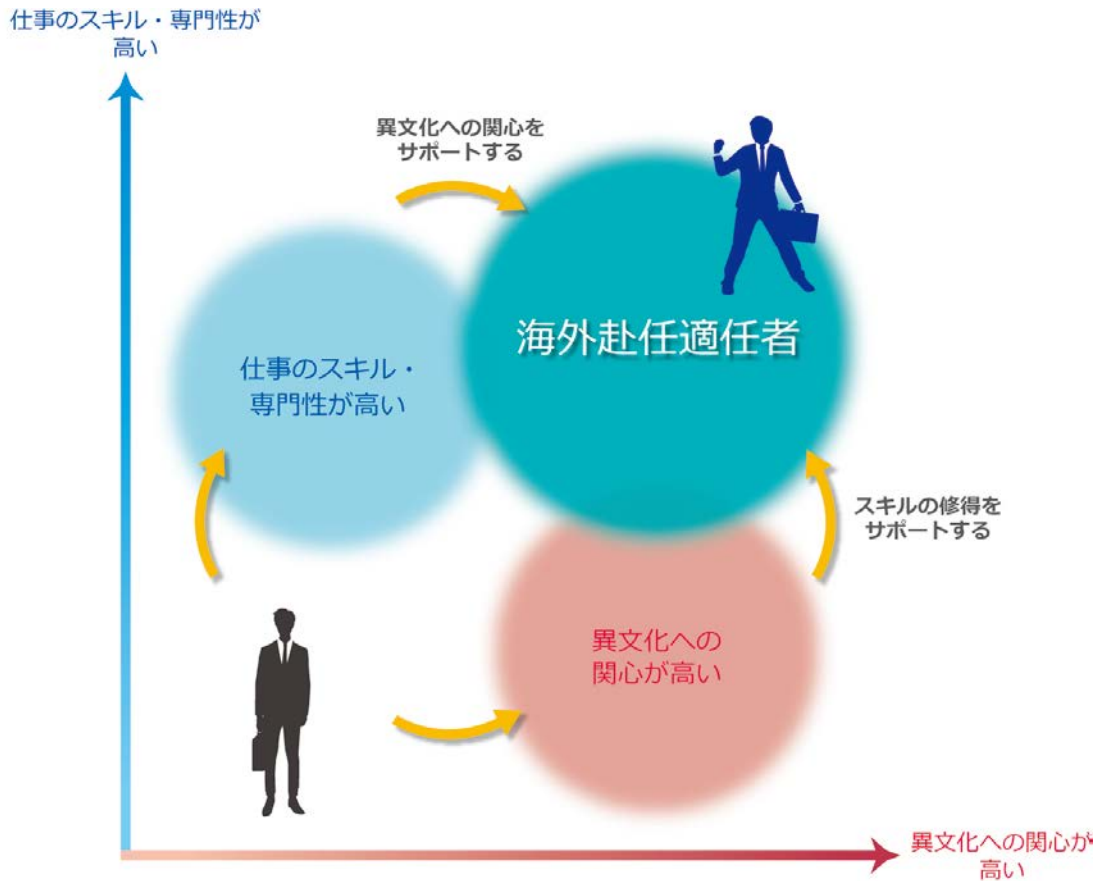 仕事のスキル・専門性が
高い
異文化への関心を
サポートする
海外赴任適任者
仕事のスキル・
専門性が高い
スキルの修得を
サポートする
異文化への
関心が高い
異文化への関心が
高い